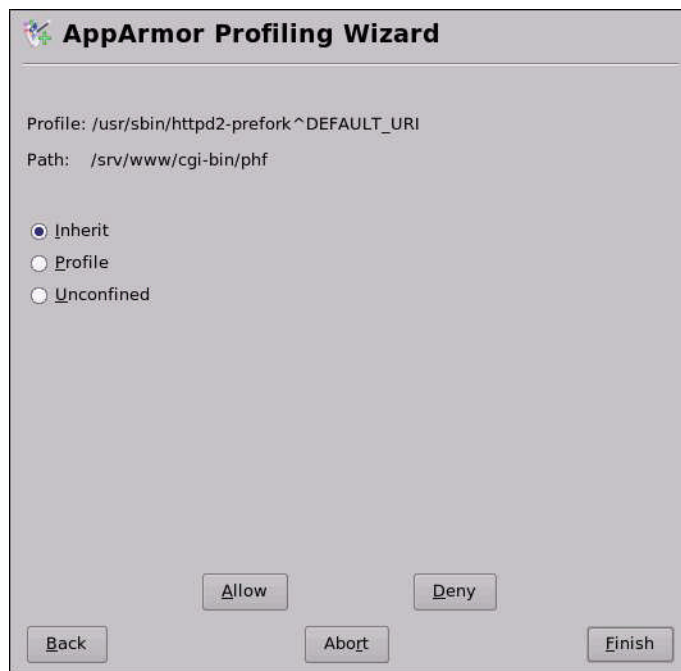 AppArmor Profiling Wizard
Profile: /usr/sbin/httpd2-prefork^DEFAULT_URI
Path: /srv/www/cgi-bin/phf
Inherit
Profile
Unconfined
Allow Deny
Back Abort Finish